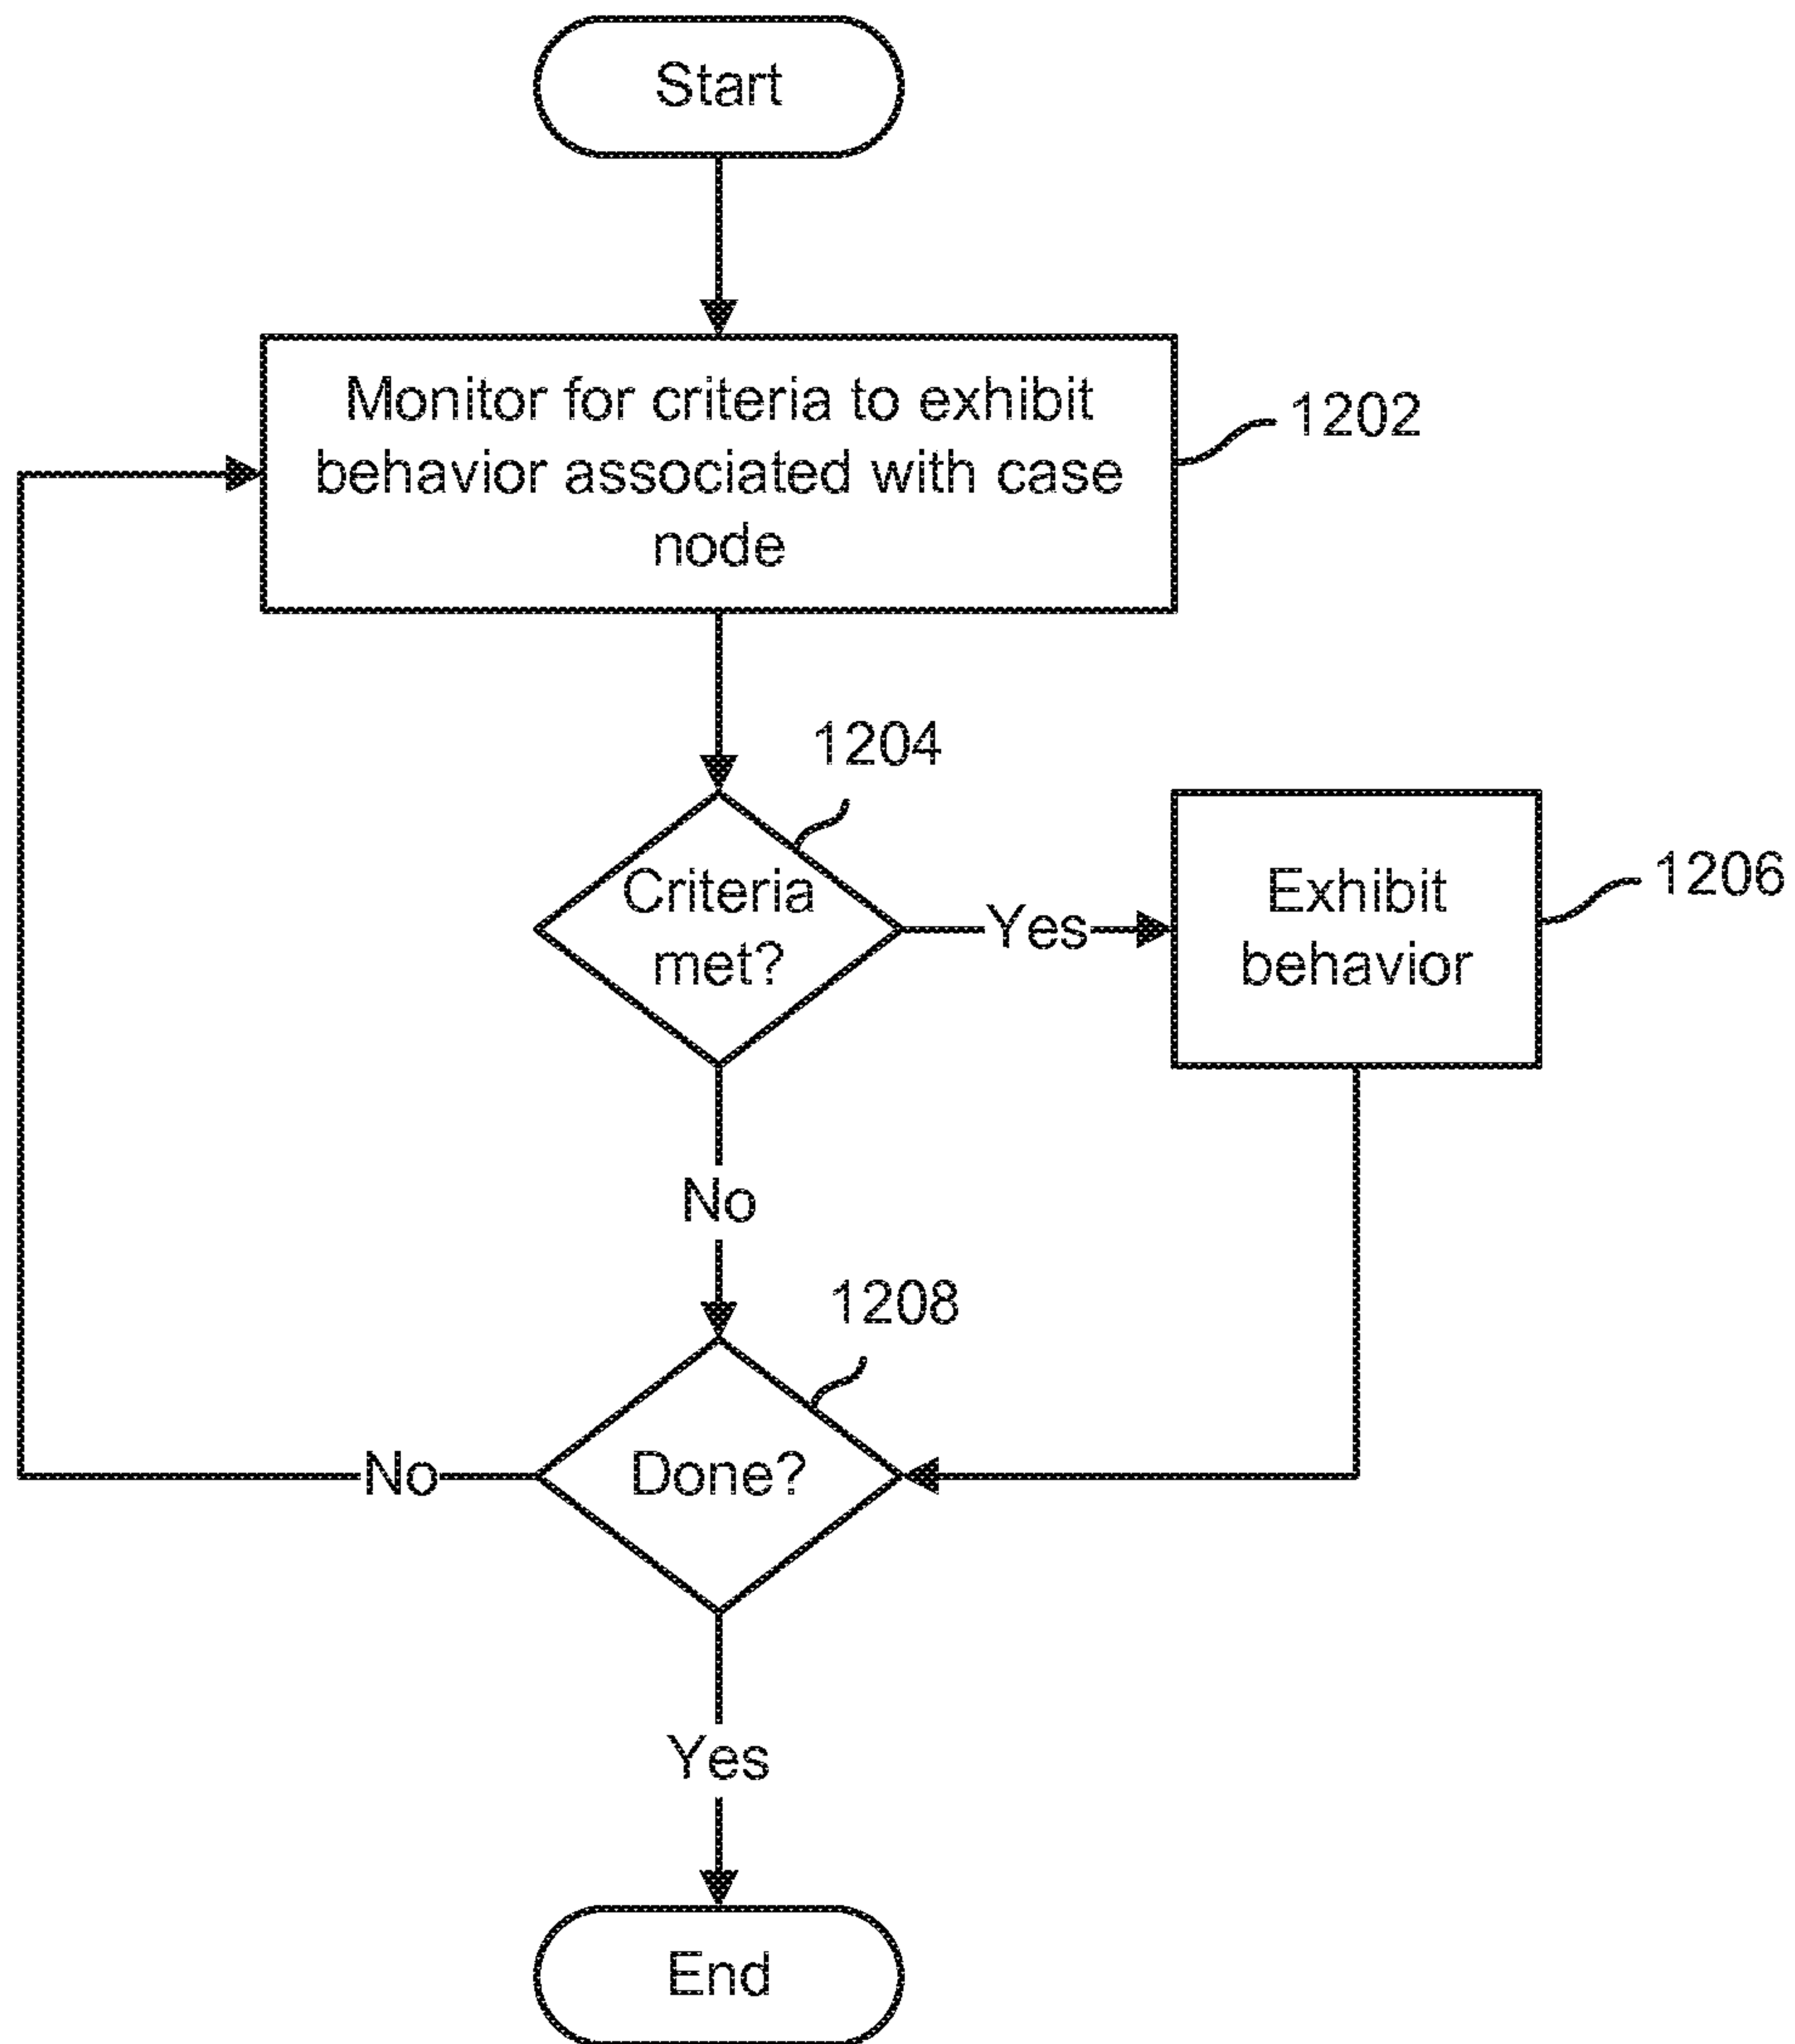 Start
Monitor for criteria to exhibit
behavior associated with case
node
1202
1204
Criteria
met?
Yes
Exhibit
behavior
1206
No
1208
Done?
No
Yes
End